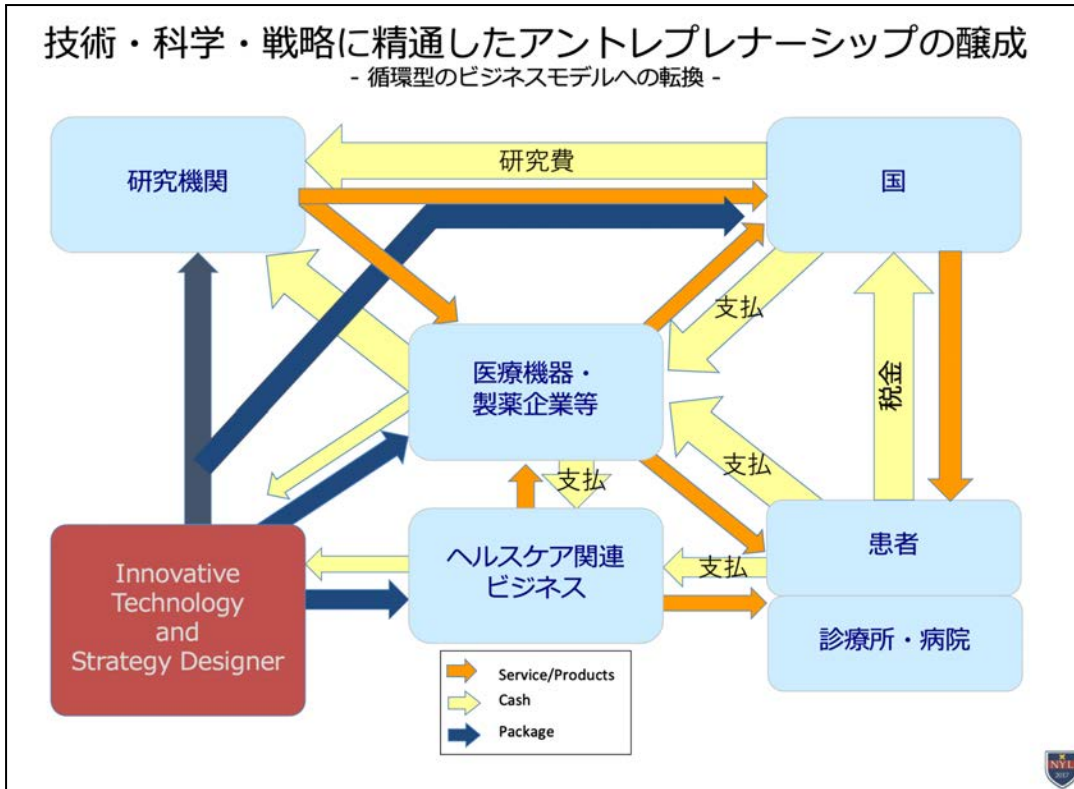 技術・科学・戦略に精通したアントレプレナーシップの醸成
- 循環型のビジネスモデルへの転換 -
研究機関
研究費
国
支払
医療機器・
製薬企業等
税金
支払
支払
患者
ヘルスケア関連
ビジネス
支払
Innovative
Technology
and
Strategy Designer
診療所・病院
Service/Products
Cash
Package
NYL
2017